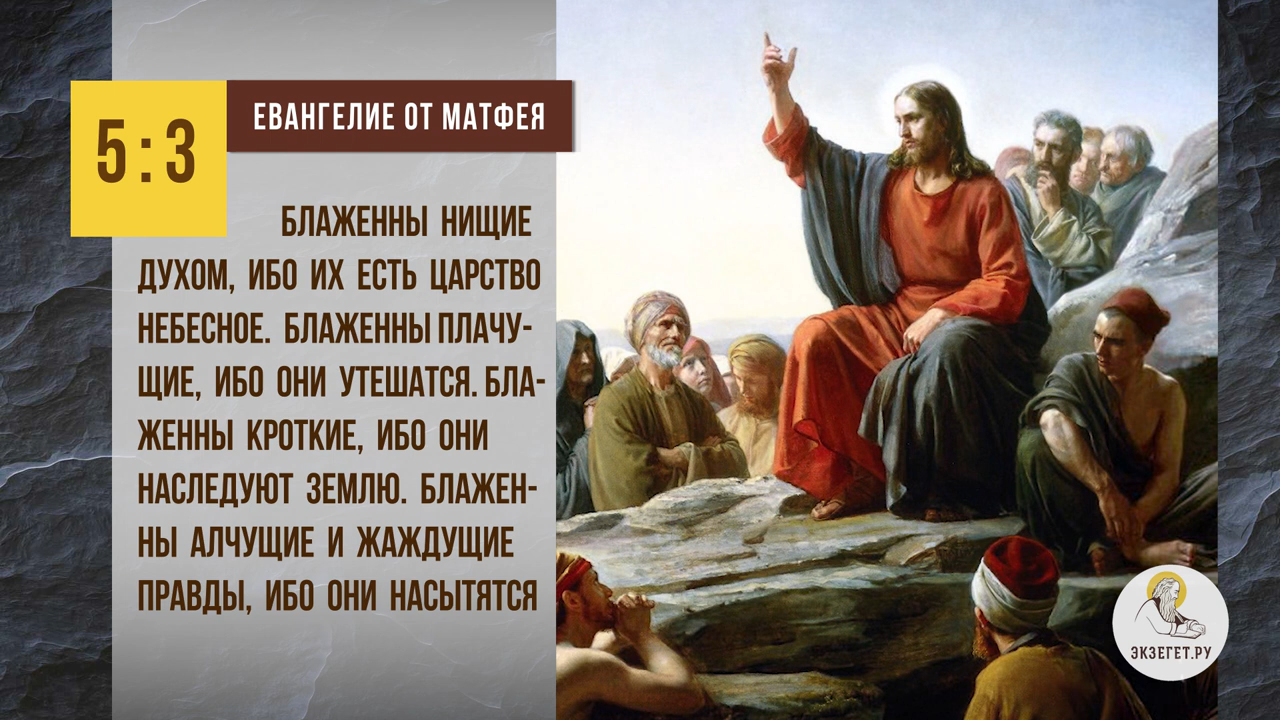 5:3
ЕВАНГЕЛИЕ ОТ МАТФЕЯ
БЛАЖЕННЫ НИЩИЕ
ДУХОМ, ИБО ИХ ЕСТЬ ЦАРСТВО
НЕБЕСНОЕ. БЛАЖЕННЫ ПЛАЧУ-
ЩИЕ, ИБО ОНИ УТЕШАТСЯ. БЛА-
ЖЕННЫ КРОТКИЕ, ИБО ОНИ
НАСЛЕДУЮТ ЗЕМЛЮ. БЛАЖЕН-
НЫ АЛЧУЩИЕ И ЖАЖДУЩИЕ
ПРАВДЫ, ИБО ОНИ НАСЫТЯТСЯ
ЭКЗЕГЕТ.РУ